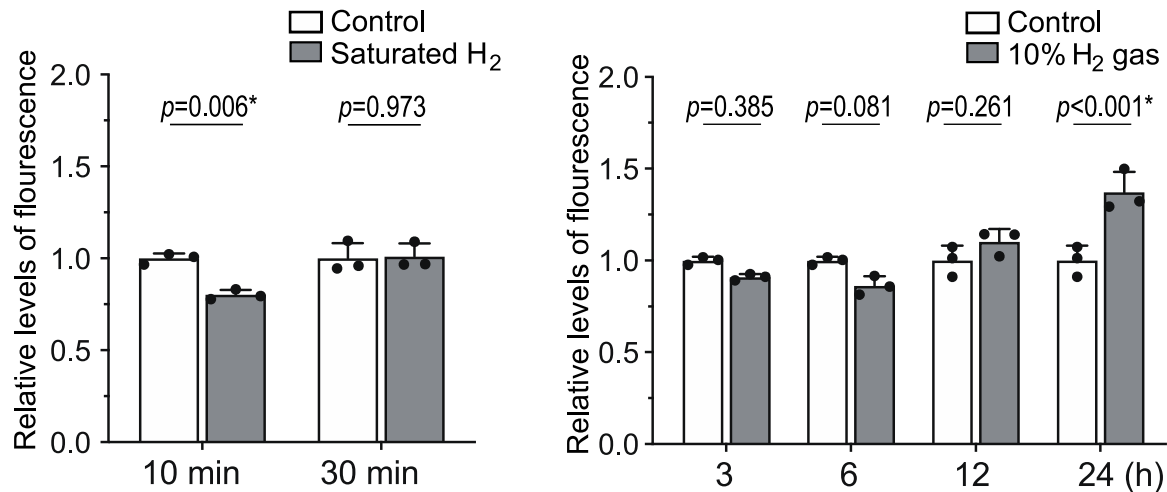 Control
Saturated H2
Relative levels of flourescence
2.0
1.5
1.0
0.5
0.0
p=0.006*
p=0.973
10 min
30 min
Control
10% H2 gas
Relative levels of flourescence
2.0
1.5
1.0
0.5
0.0
p=0.385
p=0.081
p=0.261
p<0.001*
3
6
12
24 (h)